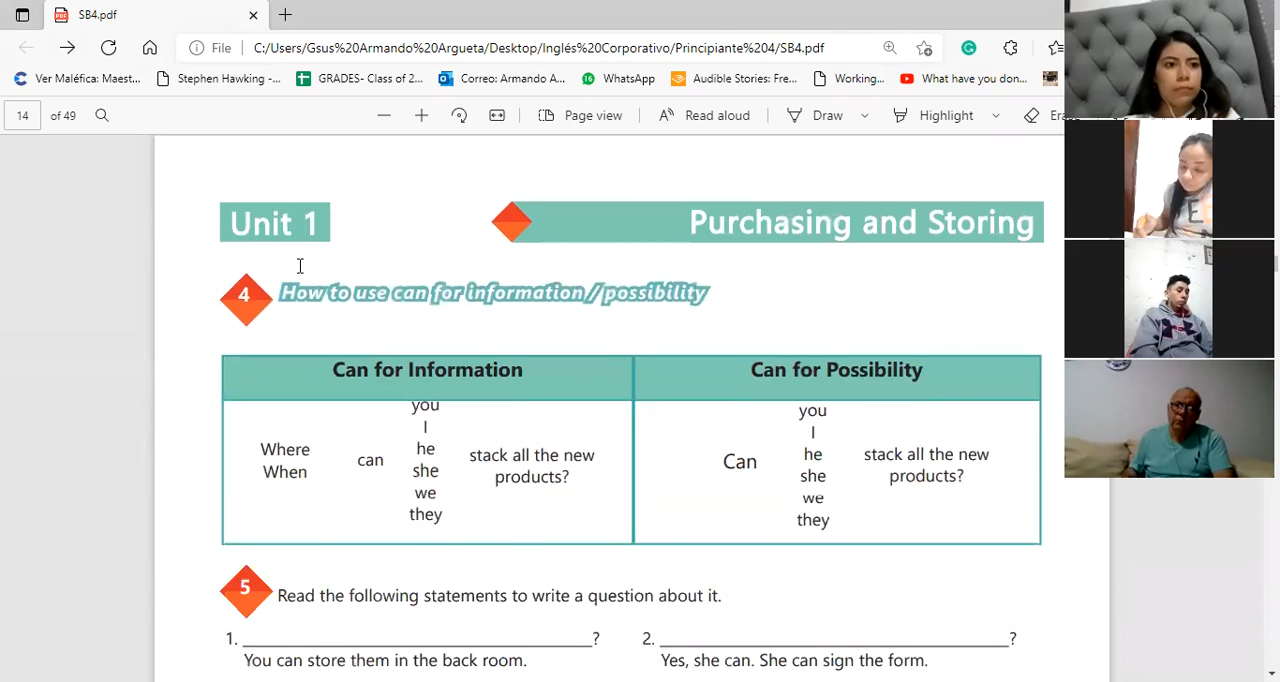 SB4.pdf
File C:/Users/Gsus%20Armando%20Argueta/Desktop/Inglés%20Corporativo/Principiante%204/SB4.pdf
Ver Maléfica: Maest... Stephen Hawking -... GRADES- Class of 2... Correo: Armando A... 16 WhatsApp Audible Stories: Fre... Working... What have you don...
14 of 49 Page view Read aloud Draw Highlight
Unit 1
Purchasing and Storing
4 How to use can for information / possibility
Can for Information
Can for Possibility
Where
When
can
you
I
he
she
we
they
stack all the new
products?
Can
you
I
he
she
we
they
stack all the new
products?
5 Read the following statements to write a question about it.
1. ?
You can store them in the back room.
2. ?
Yes, she can. She can sign the form.